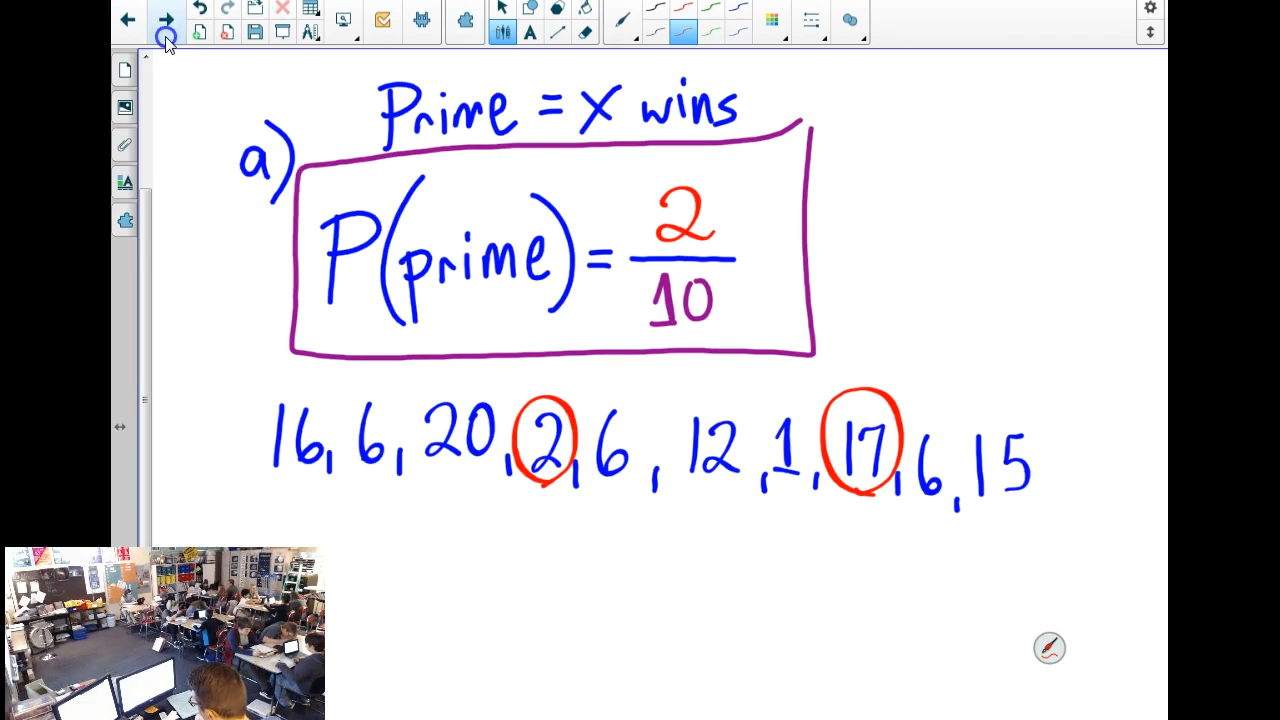 Prime = X wins
a)
P(prime) = 2/10
16, 6, 20, 2, 6, 12, 1, 17, 6, 15